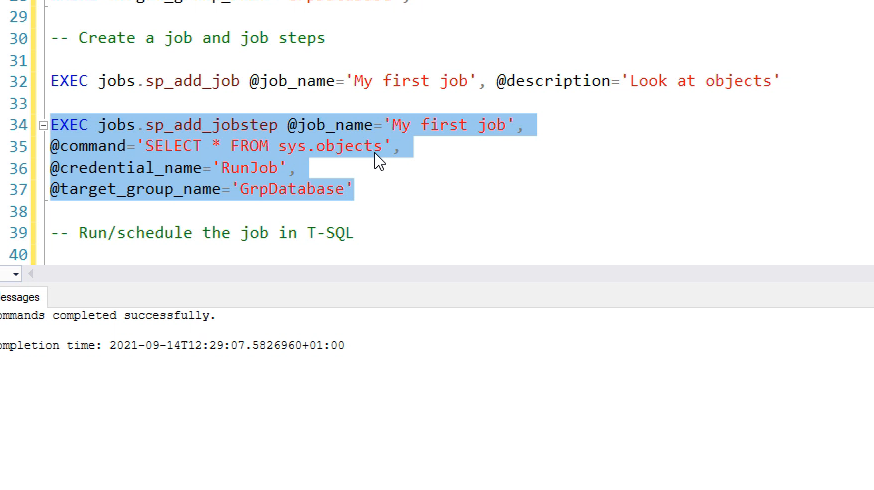 29
30 -- Create a job and job steps
31
32 EXEC jobs.sp_add_job @job_name='My first job', @description='Look at objects'
33
34 EXEC jobs.sp_add_jobstep @job_name='My first job',
35 @command='SELECT * FROM sys.objects',
36 @credential_name='RunJob',
37 @target_group_name='GrpDatabase'
38
39 -- Run/schedule the job in T-SQL
40
essages
ommands completed successfully.
ompletion time: 2021-09-14T12:29:07.5826960+01:00